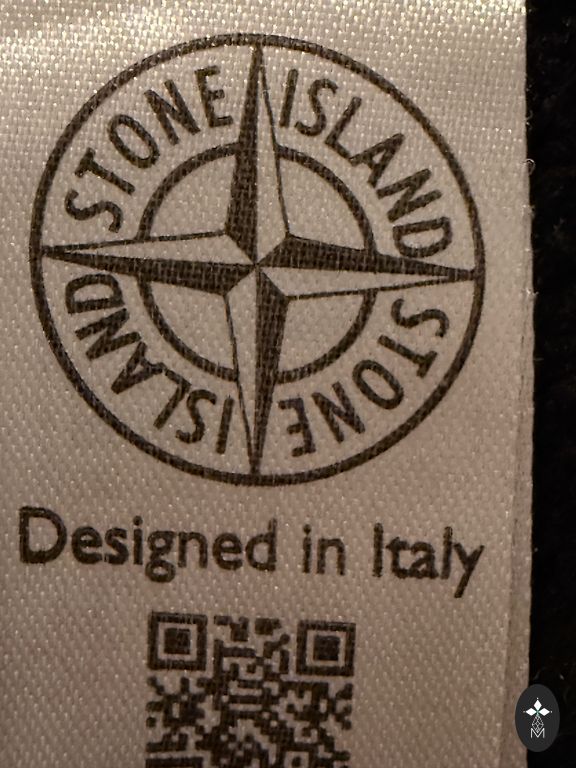 STONE ISLAND
STONE ISLAND
Designed in Italy
M